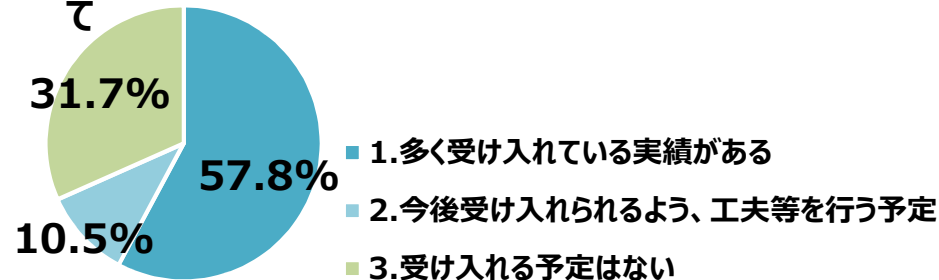 て
31.7%
57.8%
10.5%
1.多く受け入れている実績がある
2.今後受け入れられるよう、工夫等を行う予定
3.受け入れる予定はない